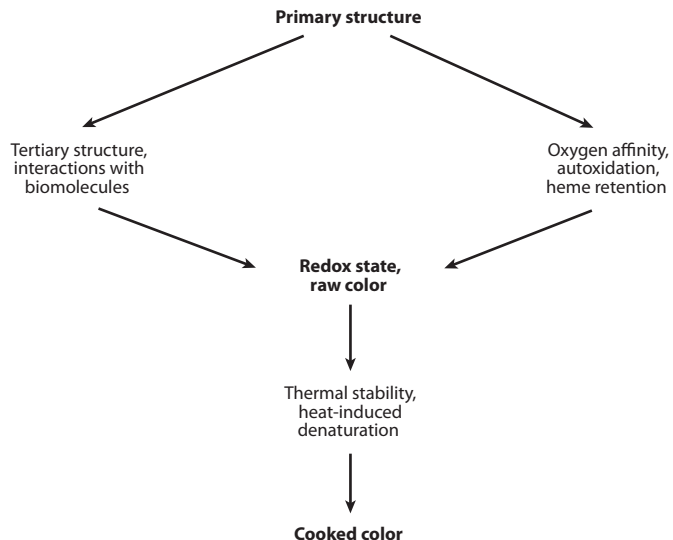 Primary structure
Tertiary structure,
interactions with
biomolecules
Oxygen affinity,
autoxidation,
heme retention
Redox state,
raw color
Thermal stability,
heat-induced
denaturation
Cooked color